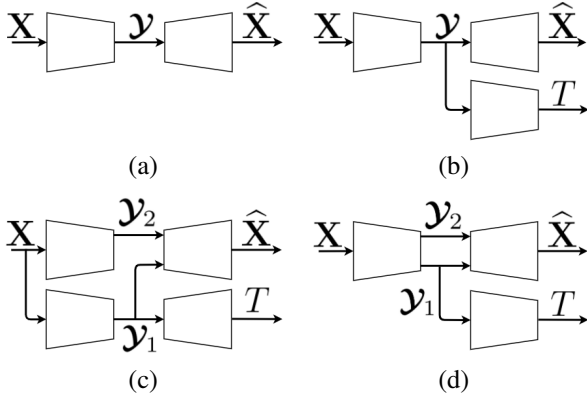 X 𝓨 X̂
X 𝓨 X̂
T
(a) (b)
X 𝓨₂ X̂
𝓨₁ T
X 𝓨₂ X̂
𝓨₁ T
(c) (d)